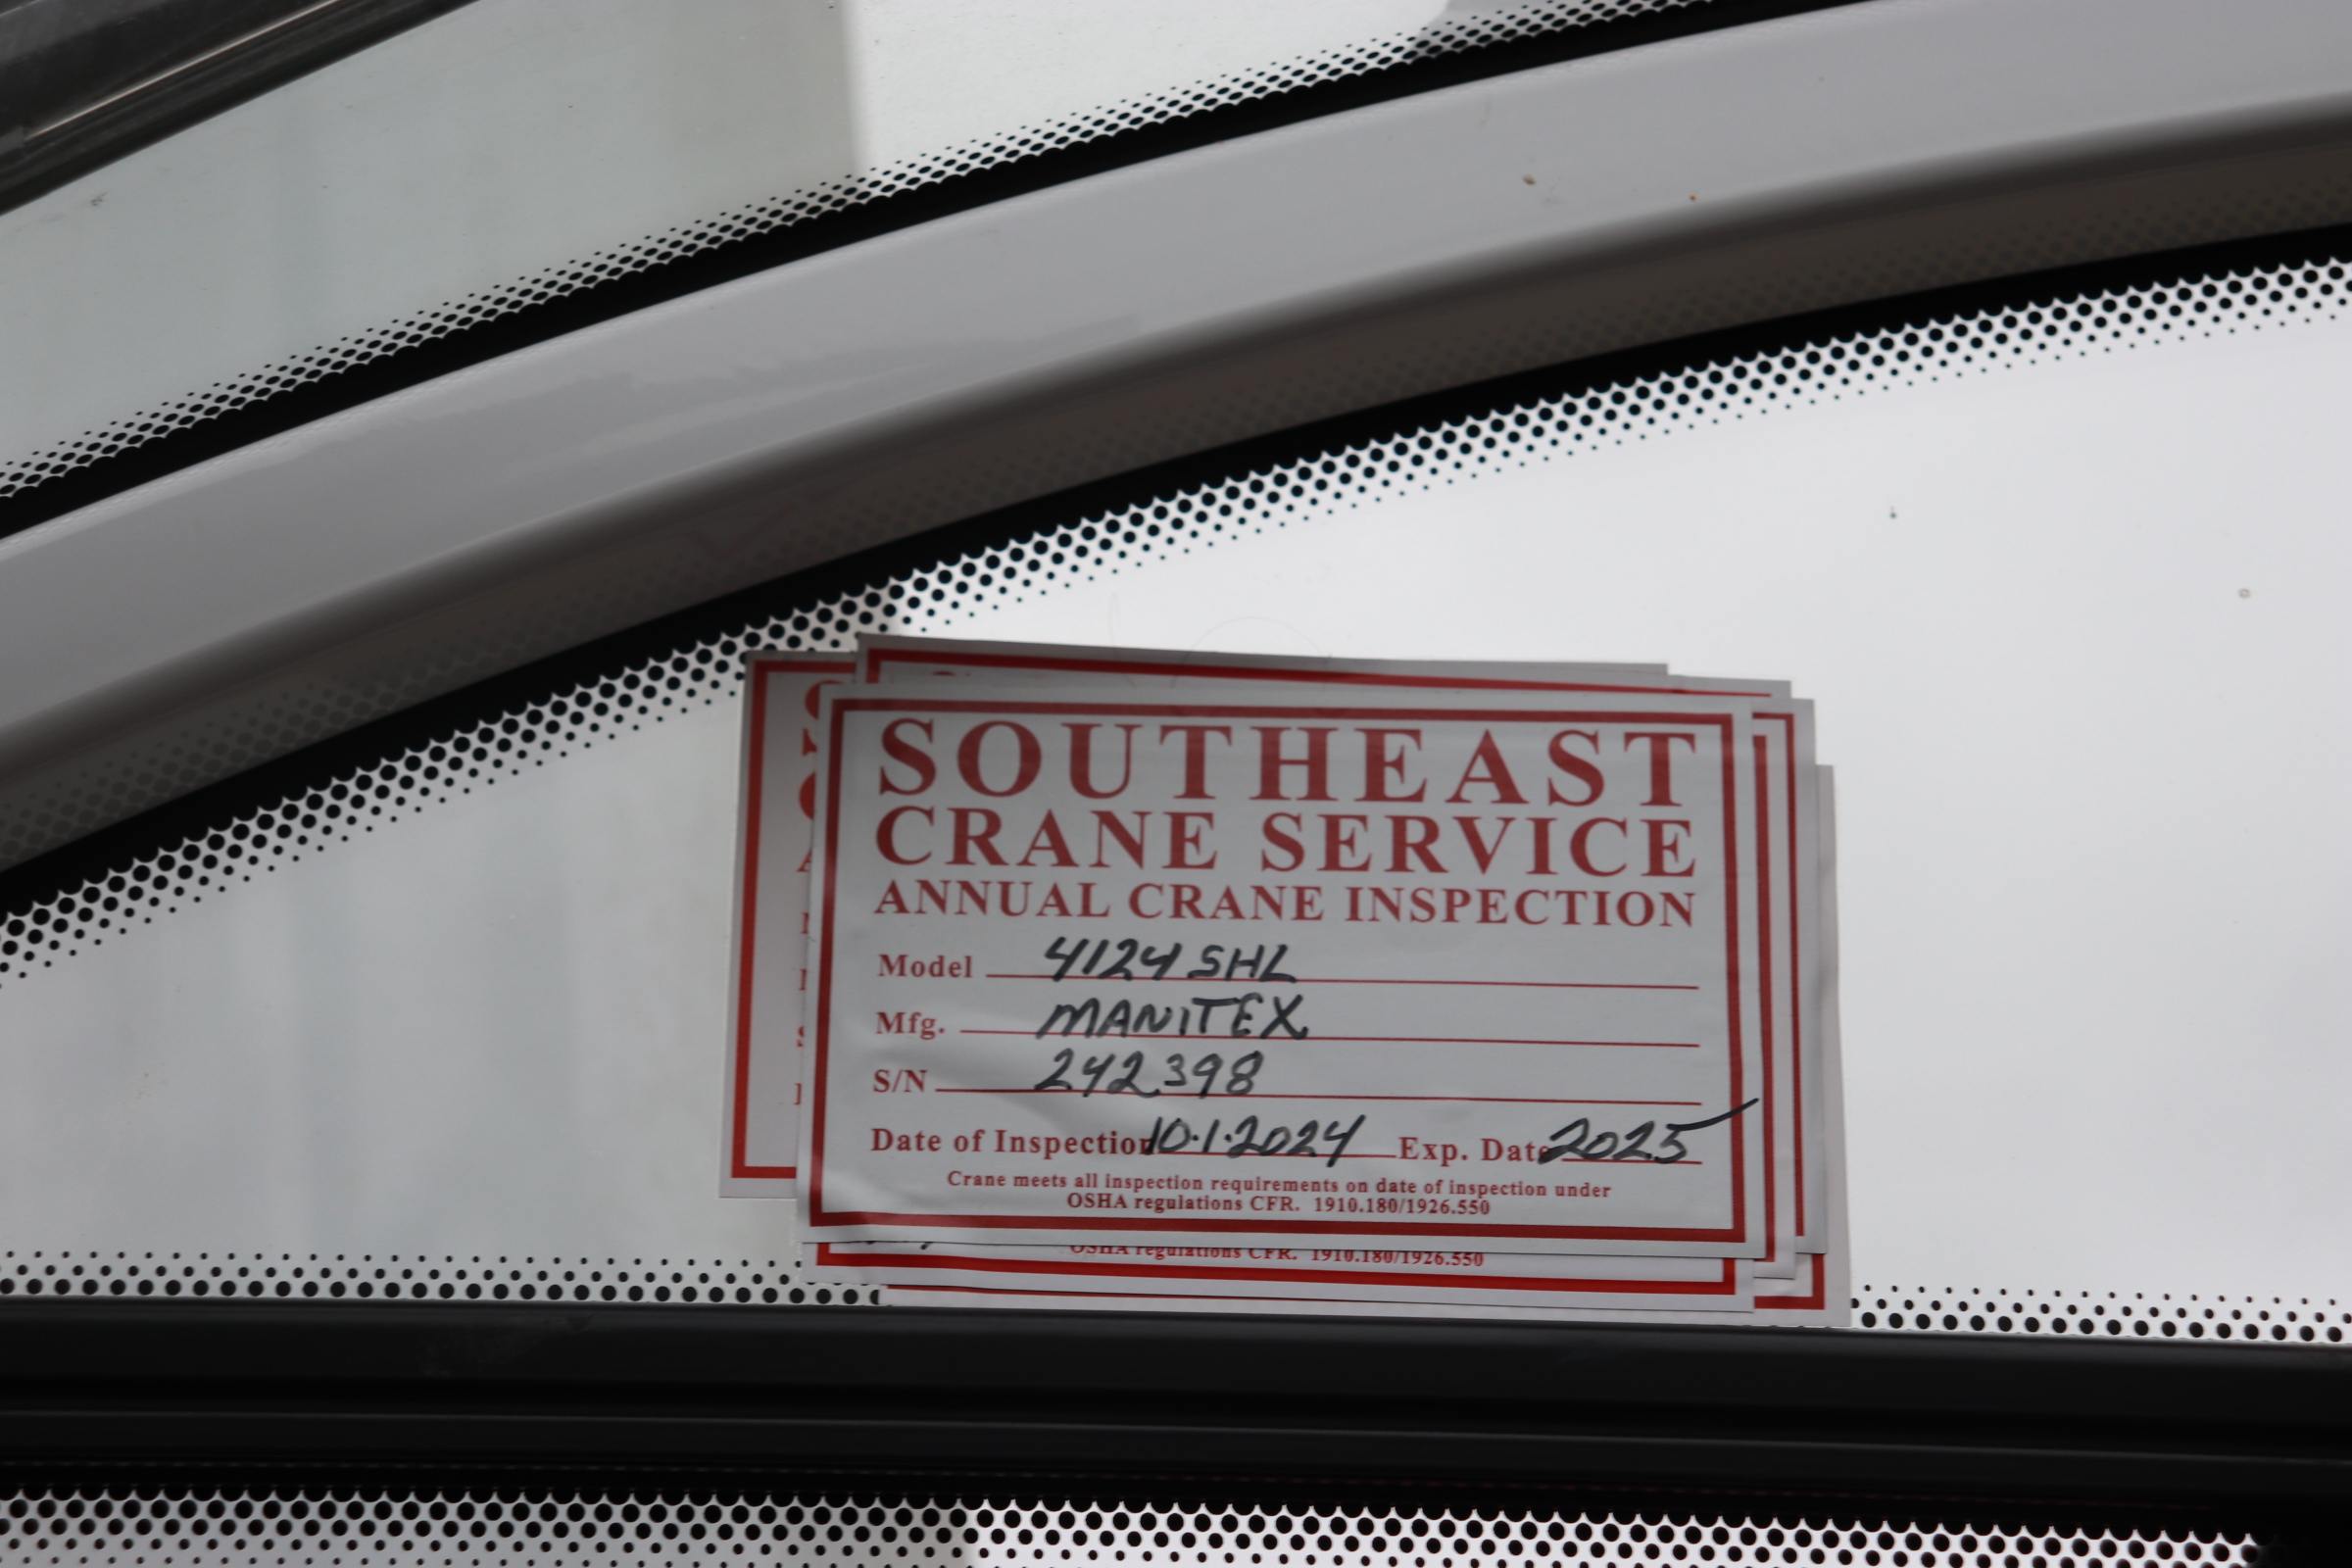 SOUTHEAST
CRANE SERVICE
ANNUAL CRANE INSPECTION
Model 4124 SHL
Mfg. MANITEX
S/N 242398
Date of Inspection 10.1.2024 Exp. Date 2025
Crane meets all inspection requirements on date of inspection under
OSHA regulations CFR. 1910.180/1926.550
OSHA regulations CFR. 1910.180/1926.550